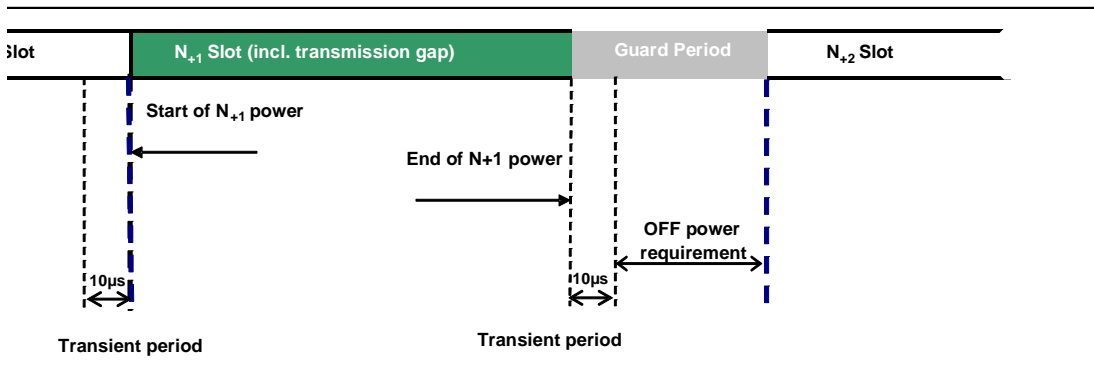 Slot
N+1 Slot (incl. transmission gap)
Guard Period
N+2 Slot
Start of N+1 power
End of N+1 power
OFF power
requirement
10µs
10µs
Transient period
Transient period